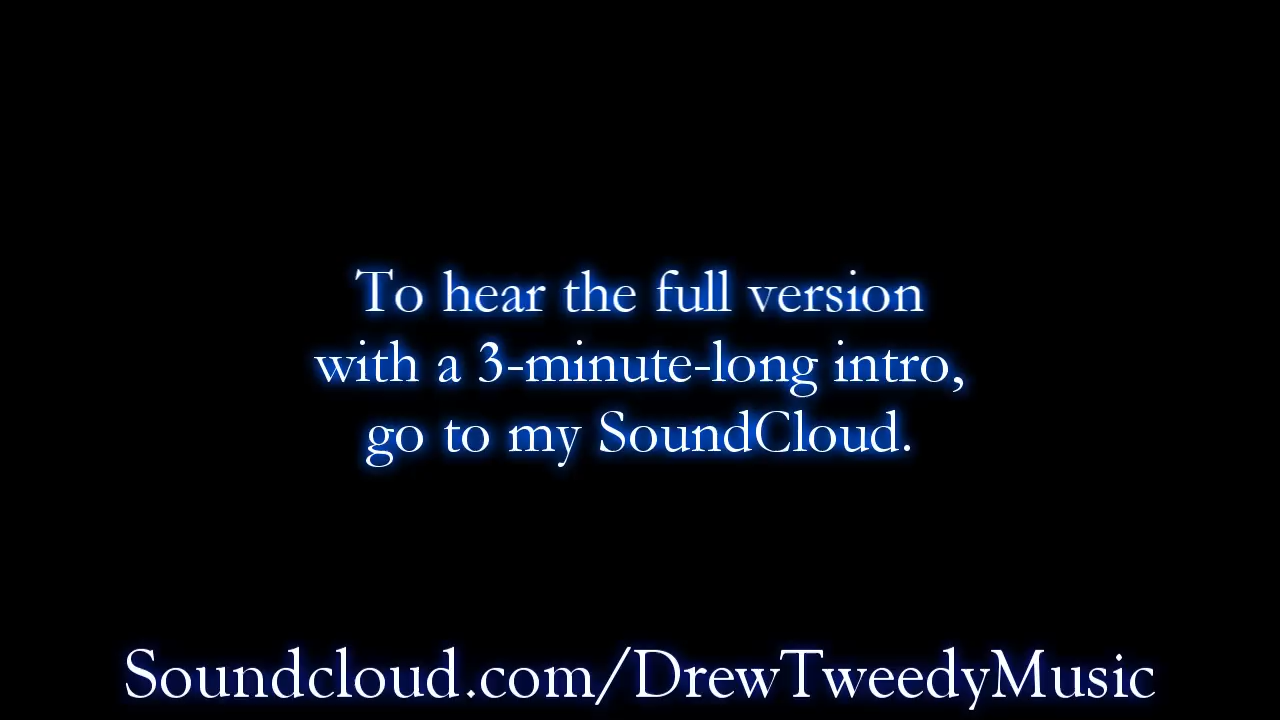 To hear the full version
with a 3-minute-long intro,
go to my SoundCloud.
Soundcloud.com/DrewTweedyMusic